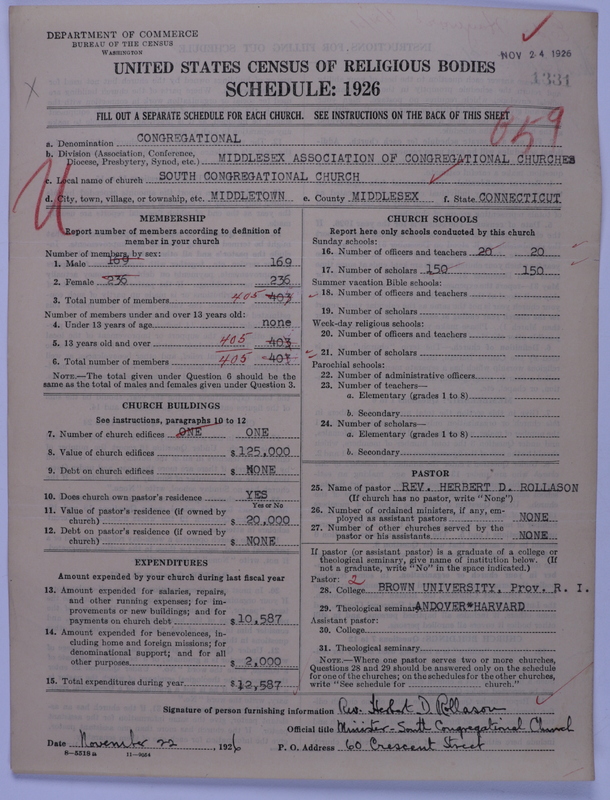 DEPARTMENT OF COMMERCE
BUREAU OF THE CENSUS
WASHINGTON
NOV 24 1926
1331
UNITED STATES CENSUS OF RELIGIOUS BODIES
SCHEDULE: 1926
FILL OUT A SEPARATE SCHEDULE FOR EACH CHURCH. SEE INSTRUCTIONS ON THE BACK OF THIS SHEET
659
a. Denomination CONGREGATIONAL
b. Division (Association, Conference, Diocese, Presbytery, Synod, etc.) MIDDLESEX ASSOCIATION OF CONGREGATIONAL CHURCHES
c. Local name of church SOUTH CONGREGATIONAL CHURCH
d. City, town, village, or township, etc. MIDDLETOWN e. County MIDDLESEX f. State CONNECTICUT
MEMBERSHIP
Report number of members according to definition of
member in your church
Number of members, by sex:
1. Male 169 169
2. Female 236 236
3. Total number of members 405 403
Number of members under and over 13 years old:
4. Under 13 years of age none
5. 13 years old and over 405 403
6. Total number of members 405 403
NOTE.—The total given under Question 6 should be the
same as the total of males and females given under Question 3.
CHURCH BUILDINGS
See instructions, paragraphs 10 to 12
7. Number of church edifices ONE ONE
8. Value of church edifices $ 125,000
9. Debt on church edifices $ NONE
10. Does church own pastor's residence YES
Yes or No
11. Value of pastor's residence (if owned by
church) $ 20,000
12. Debt on pastor's residence (if owned by
church) $ NONE
EXPENDITURES
Amount expended by your church during last fiscal year
13. Amount expended for salaries, repairs,
and other running expenses; for im-
provements or new buildings; and for
payments on church debt $ 10,587
14. Amount expended for benevolences, in-
cluding home and foreign missions; for
denominational support; and for all
other purposes $ 2,000
15. Total expenditures during year $ 12,587
CHURCH SCHOOLS
Report here only schools conducted by this church
Sunday schools:
16. Number of officers and teachers 20 20
17. Number of scholars 150 150
Summer vacation Bible schools:
18. Number of officers and teachers
19. Number of scholars
Week-day religious schools:
20. Number of officers and teachers
21. Number of scholars
Parochial schools:
22. Number of administrative officers
23. Number of teachers—
a. Elementary (grades 1 to 8)
b. Secondary
24. Number of scholars—
a. Elementary (grades 1 to 8)
b. Secondary
PASTOR
25. Name of pastor REV. HERBERT D. ROLLASON
(If church has no pastor, write "None")
26. Number of ordained ministers, if any, em-
ployed as assistant pastors NONE
27. Number of other churches served by the
pastor or his assistants NONE
If pastor (or assistant pastor) is a graduate of a college or
theological seminary, give name of institution below. (If
not a graduate, write "No" in the space indicated.)
Pastor: 2
28. College BROWN UNIVERSITY, Prov. R. I.
29. Theological seminary ANDOVER*HARVARD
Assistant pastor:
30. College
31. Theological seminary
NOTE.—Where one pastor serves two or more churches,
Questions 28 and 29 should be answered only on the schedule
for one of the churches; on the schedules for the other churches,
write "See schedule for church."
Signature of person furnishing information Rev. Herbert D. Rollason
Official title Minister - South Congregational Church
Date November 22, 1926 P. O. Address 60 Crescent Street
8—5518 a 11—9064